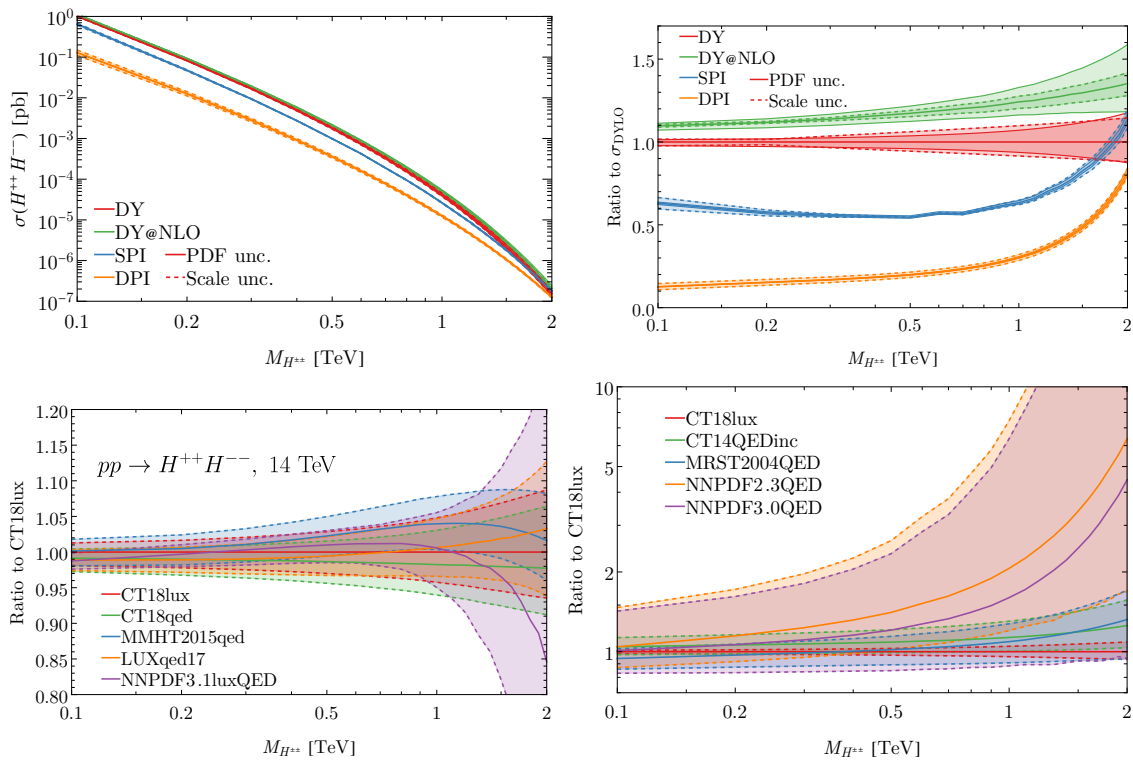 10^0
10^-1
10^-2
10^-3
10^-4
10^-5
10^-6
10^-7
σ(H^{++} H^{−−}) [pb]
DY
DY@NLO
SPI PDF unc.
DPI Scale unc.
0.1 0.2 0.5 1 2
M_{H^{±±}} [TeV]
DY
DY@NLO
SPI PDF unc.
DPI Scale unc.
1.5
1.0
0.5
0.0
Ratio to σ_{DYLO}
0.1 0.2 0.5 1 2
M_{H^{±±}} [TeV]
1.20
1.15
1.10
1.05
1.00
0.95
0.90
0.85
0.80
Ratio to CT18lux
pp → H^{++} H^{−−}, 14 TeV
CT18lux
CT18qed
MMHT2015qed
LUXqed17
NNPDF3.1luxQED
0.1 0.2 0.5 1 2
M_{H^{±±}} [TeV]
10
5
2
1
Ratio to CT18lux
CT18lux
CT14QEDinc
MRST2004QED
NNPDF2.3QED
NNPDF3.0QED
0.1 0.2 0.5 1 2
M_{H^{±±}} [TeV]